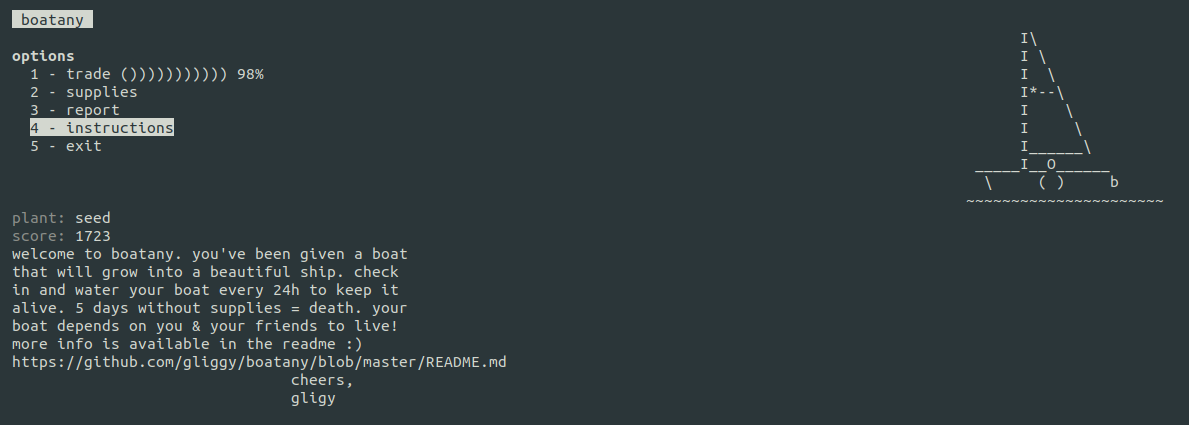 boatany
options
1 - trade ())))))))))) 98%
2 - supplies
3 - report
4 - instructions
5 - exit
plant: seed
score: 1723
welcome to boatany. you've been given a boat
that will grow into a beautiful ship. check
in and water your boat every 24h to keep it
alive. 5 days without supplies = death. your
boat depends on you & your friends to live!
more info is available in the readme :)
https://github.com/gliggy/boatany/blob/master/README.md
cheers,
gligy